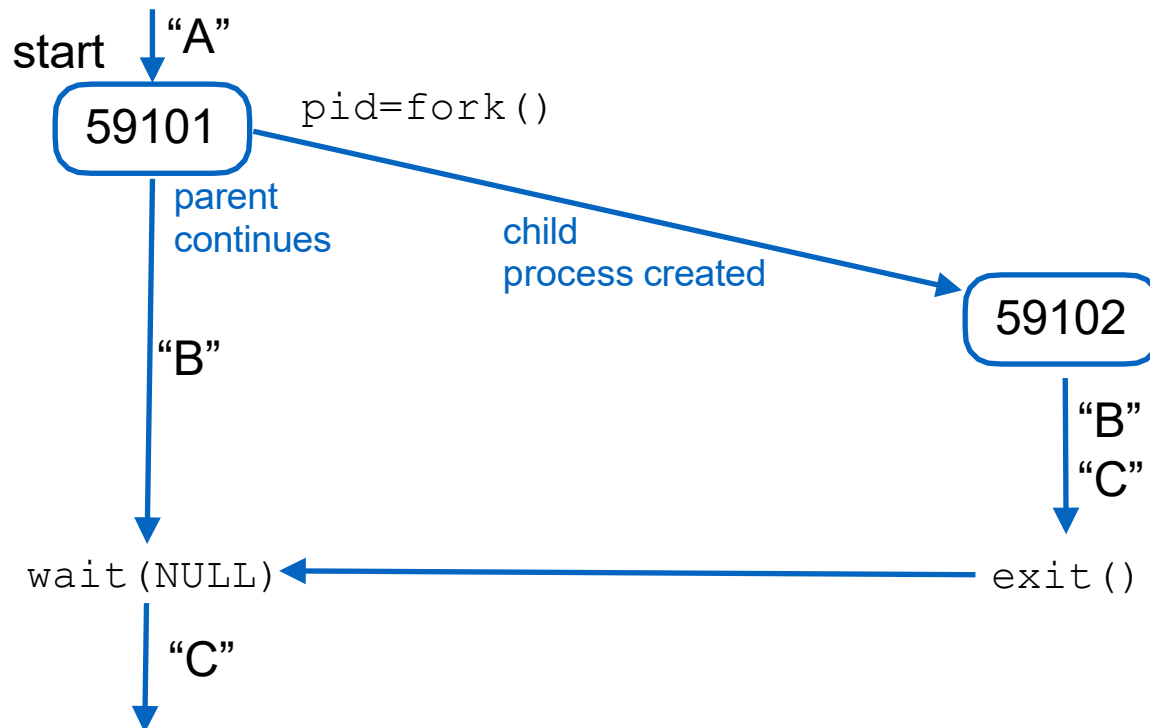 “A”
start
59101
pid=fork()
parent
continues
child
process created
59102
“B”
“B”
“C”
wait(NULL)
exit()
“C”